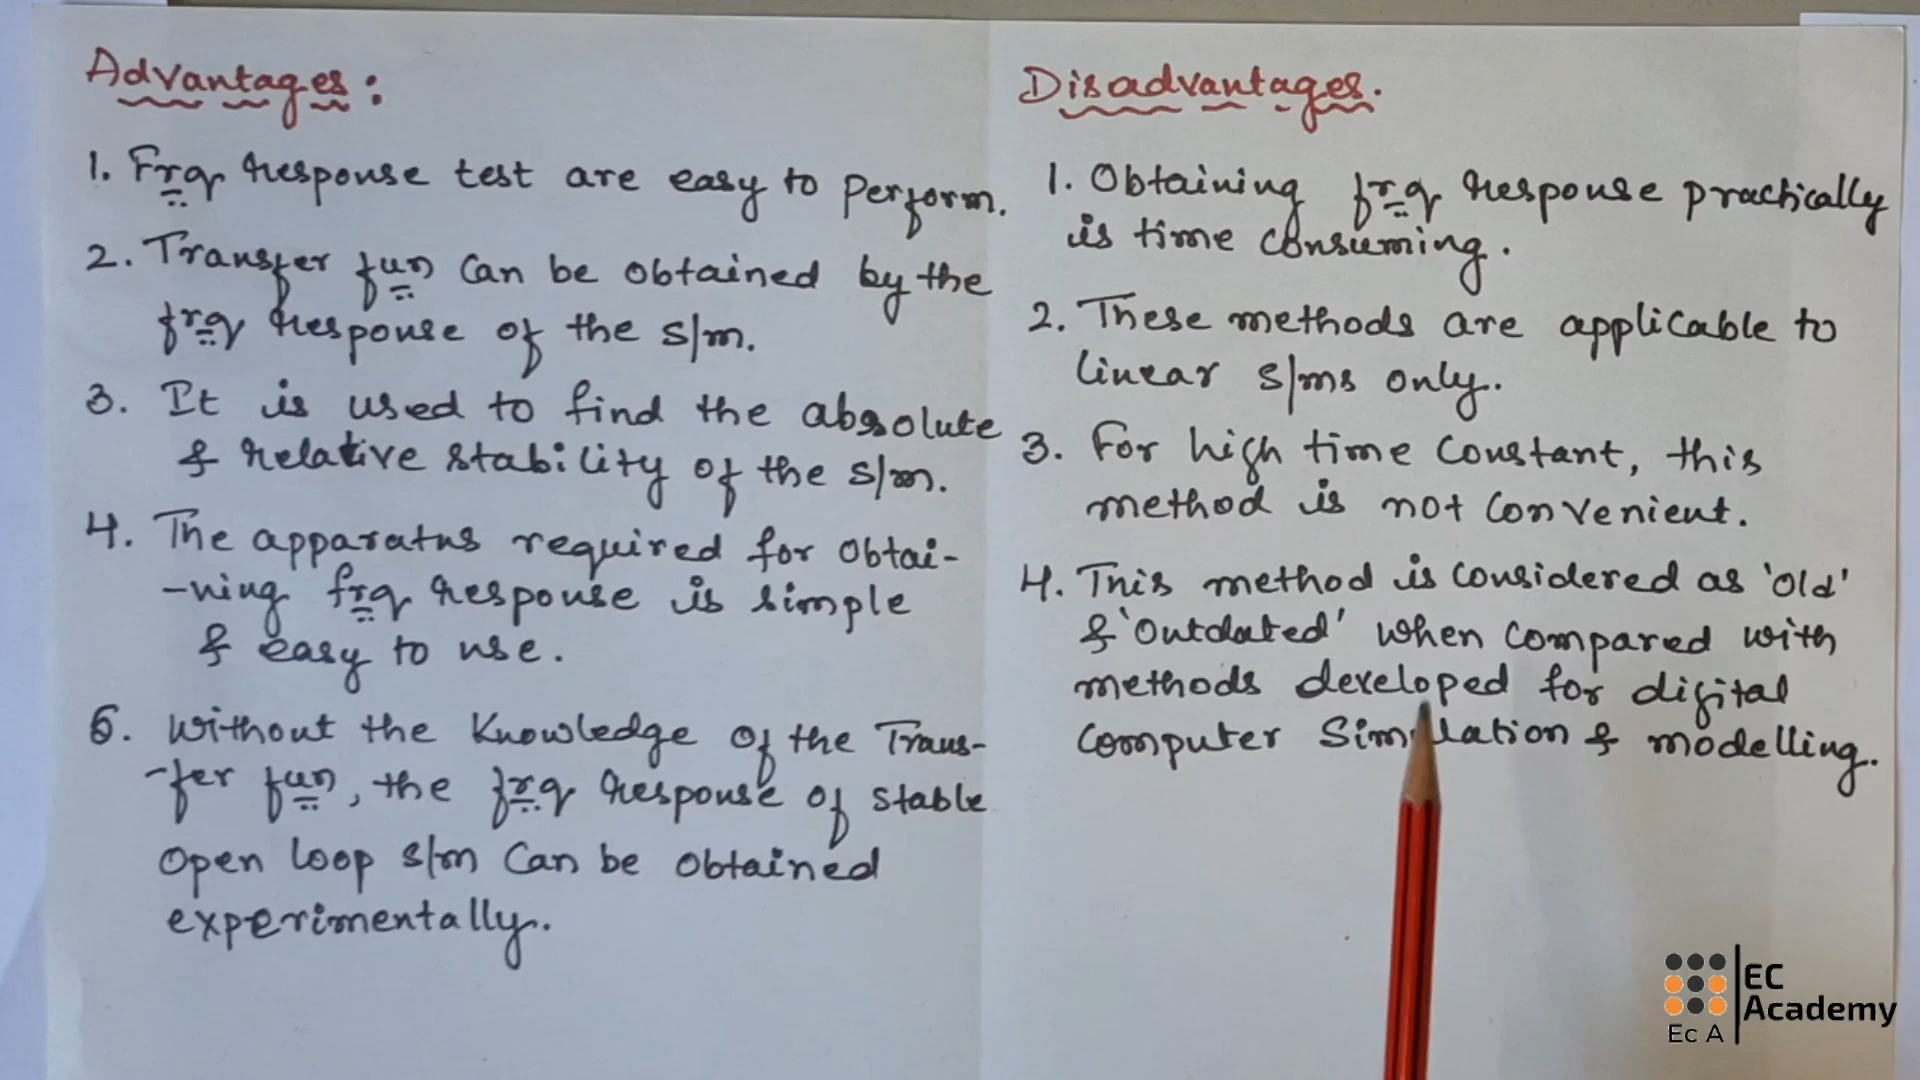 Advantages:
1. Frq response test are easy to perform.
2. Transfer fun can be obtained by the
frq response of the s/m.
3. It is used to find the absolute
& relative stability of the s/m.
4. The apparatus required for obtai-
-ning frq response is simple
& easy to use.
5. Without the knowledge of the Trans-
-fer fun, the frq response of stable
open loop s/m can be obtained
experimentally.
Disadvantages.
1. Obtaining frq response practically
is time consuming.
2. These methods are applicable to
linear s/ms only.
3. For high time constant, this
method is not convenient.
4. This method is considered as 'old'
& 'outdated' when compared with
methods developed for digital
computer simulation & modelling.
EC
Academy
Ec A